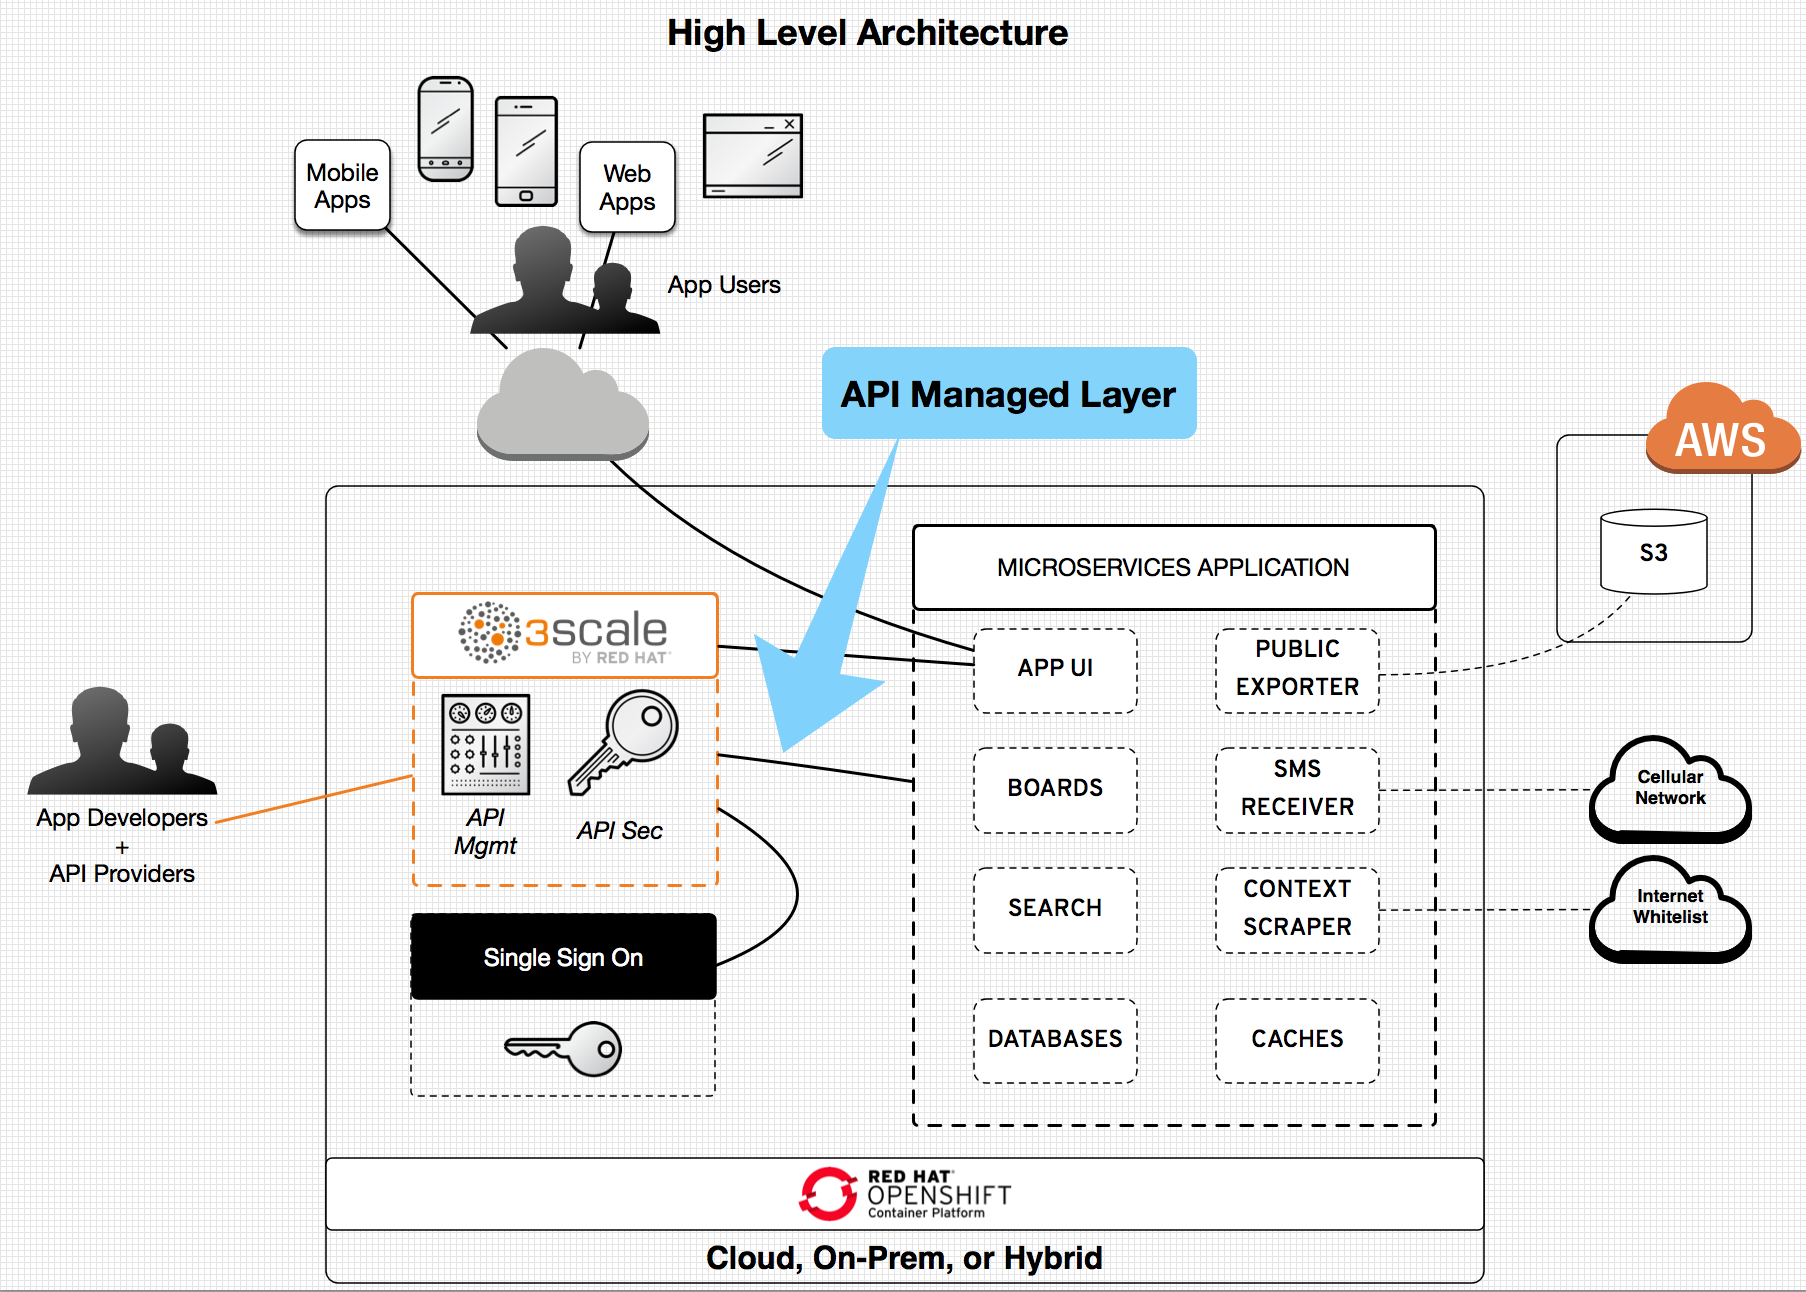 High Level Architecture
Mobile
Apps
Web
Apps
App Users
API Managed Layer
AWS
S3
MICROSERVICES APPLICATION
3scale
BY RED HAT
APP UI
PUBLIC
EXPORTER
API
Mgmt
API Sec
BOARDS
SMS
RECEIVER
Cellular
Network
App Developers
+
API Providers
SEARCH
CONTEXT
SCRAPER
Internet
Whitelist
Single Sign On
DATABASES
CACHES
RED HAT
OPENSHIFT
Container Platform
Cloud, On-Prem, or Hybrid